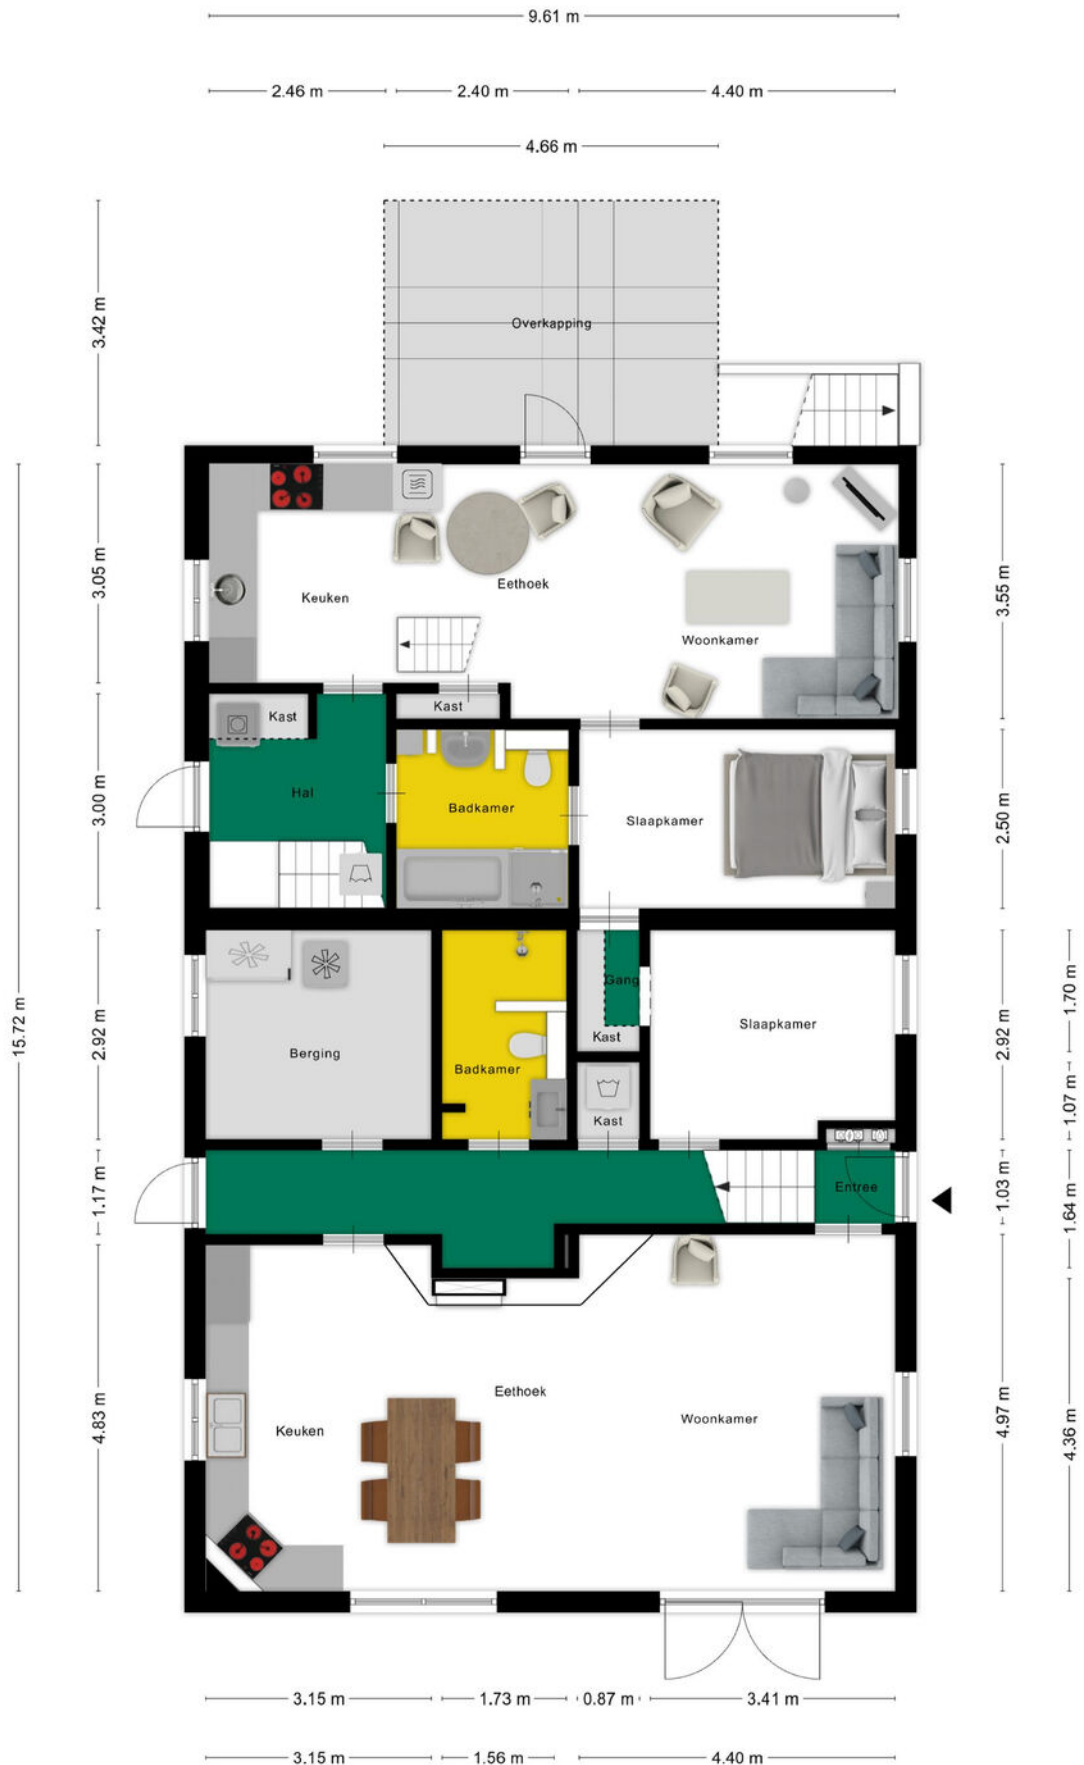 9.61 m
2.46 m
2.40 m
4.40 m
4.66 m
3.42 m
Overkapping
3.05 m
3.55 m
Eethoek
Keuken
Woonkamer
Kast
Kast
3.00 m
Hal
Badkamer
Slaapkamer
2.50 m
15.72 m
2.92 m
Gang
1.70 m
Slaapkamer
2.92 m
Kast
Berging
Badkamer
1.07 m
Kast
1.17 m
Entree
1.03 m
1.64 m
Eethoek
4.83 m
Keuken
Woonkamer
4.97 m
4.36 m
3.15 m
1.73 m
0.87 m
3.41 m
3.15 m
1.56 m
4.40 m